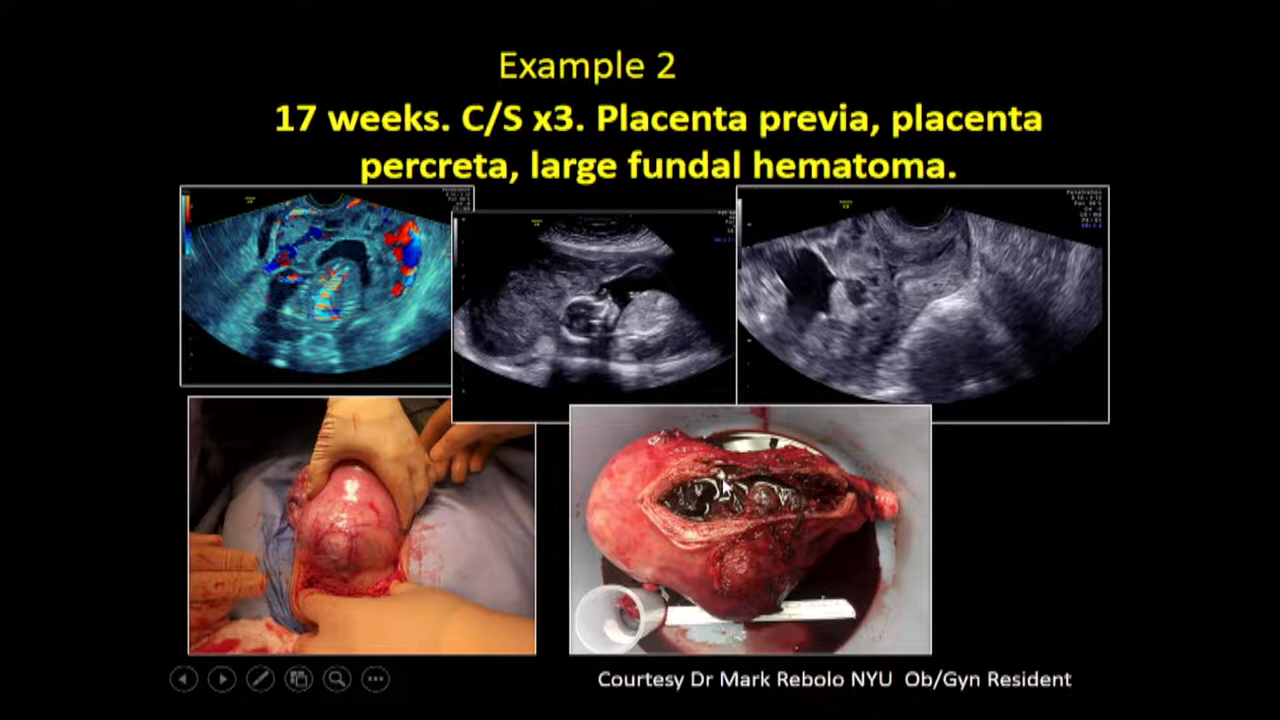 Example 2
17 weeks. C/S x3. Placenta previa, placenta
percreta, large fundal hematoma.
Courtesy Dr Mark Rebolo NYU Ob/Gyn Resident